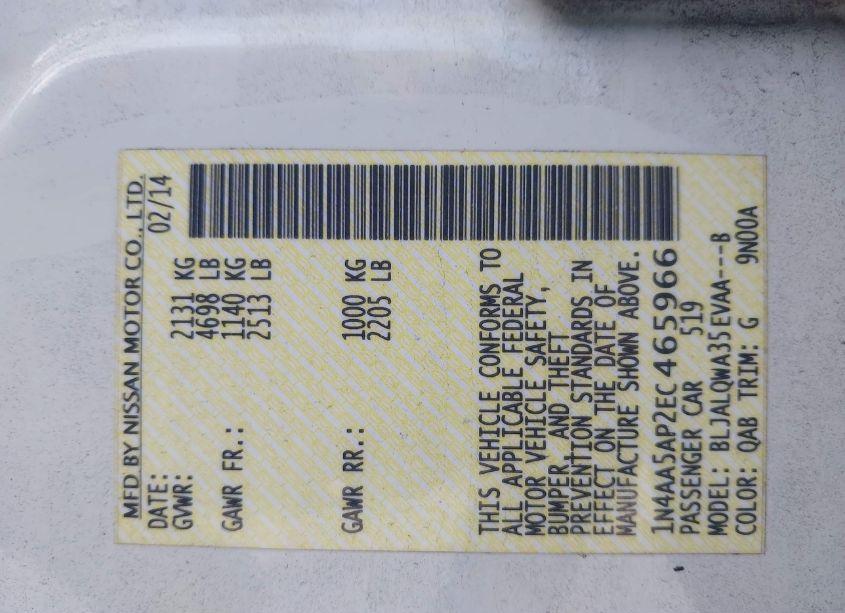 MFD BY NISSAN MOTOR CO., LTD.
DATE: 02/14
GVWR: 2131 KG
4698 LB
GAWR FR.: 1140 KG
2513 LB
GAWR RR.: 1000 KG
2205 LB
THIS VEHICLE CONFORMS TO
ALL APPLICABLE FEDERAL
MOTOR VEHICLE SAFETY,
BUMPER, AND THEFT
PREVENTION STANDARDS IN
EFFECT ON THE DATE OF
MANUFACTURE SHOWN ABOVE.
1N4AA5AP2EC465966
PASSENGER CAR 519
MODEL: BLJALQWA35EVAA---B
COLOR: QAB TRIM: G 9N00A